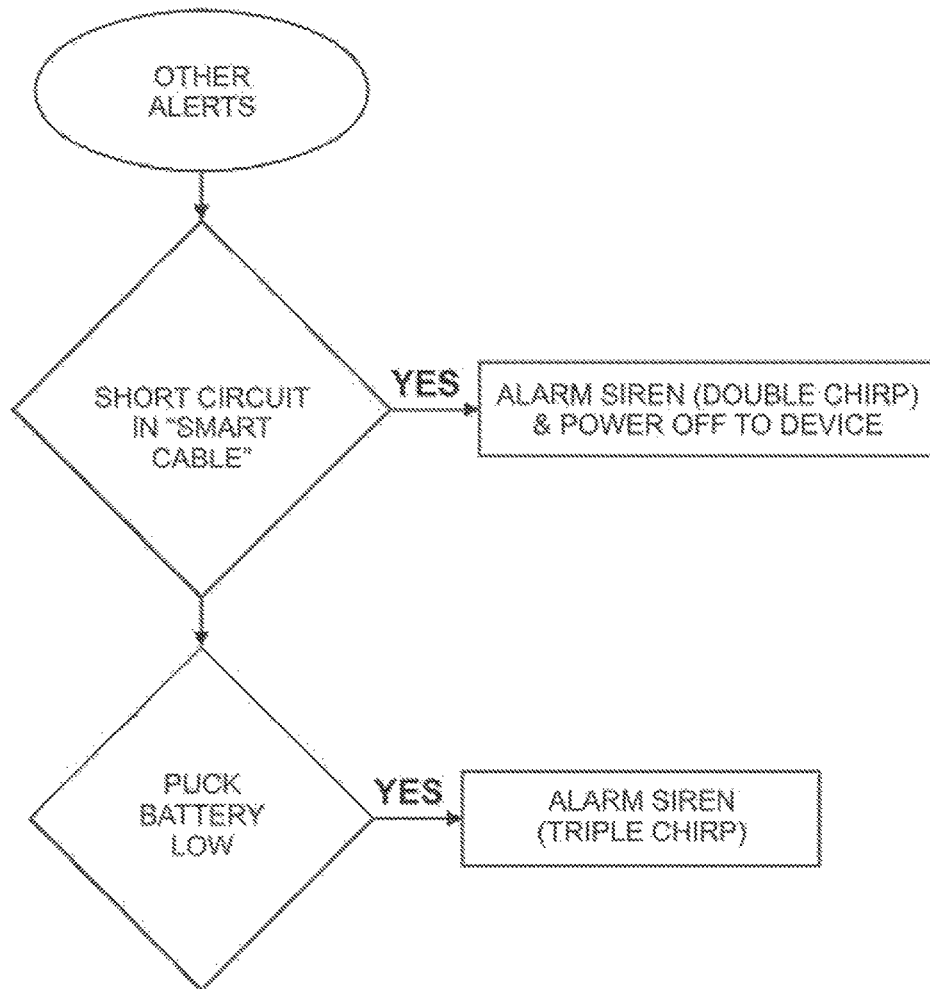 OTHER
ALERTS
SHORT CIRCUIT
IN "SMART
CABLE"
YES
ALARM SIREN (DOUBLE CHIRP)
& POWER OFF TO DEVICE
PUCK
BATTERY
LOW
YES
ALARM SIREN
(TRIPLE CHIRP)